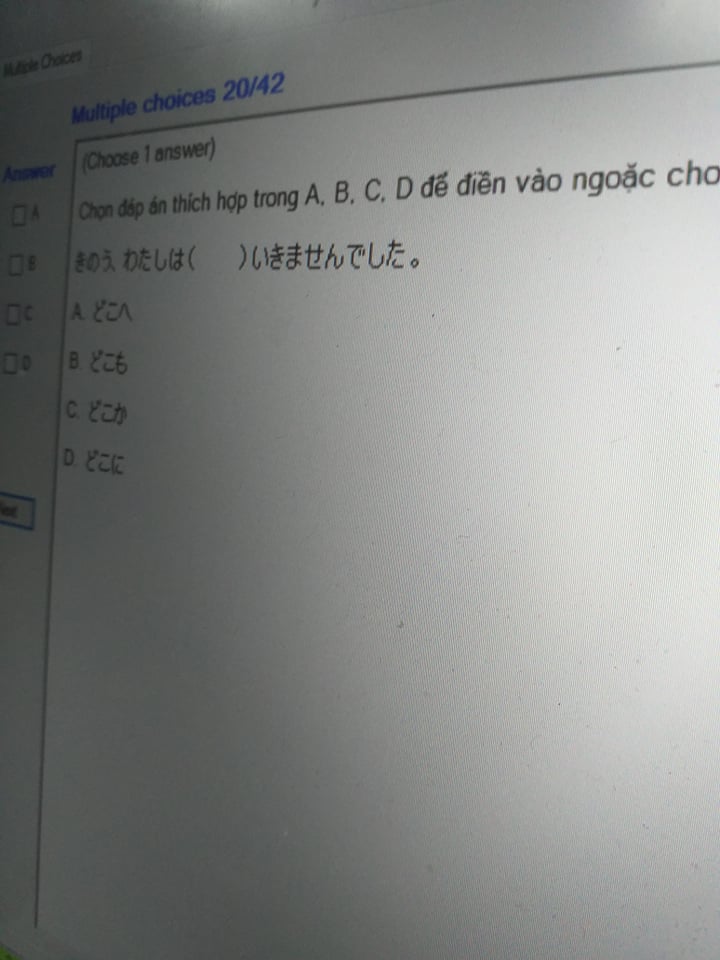 Multiple Choices
Multiple choices 20/42
Answer
(Choose 1 answer)
A
Chọn đáp án thích hợp trong A, B, C, D để điền vào ngoặc cho
B
きのう、わたしは(　　)いきませんでした。
C
A. どこへ
D
B. どこも
C. どこか
D. どこに
Next